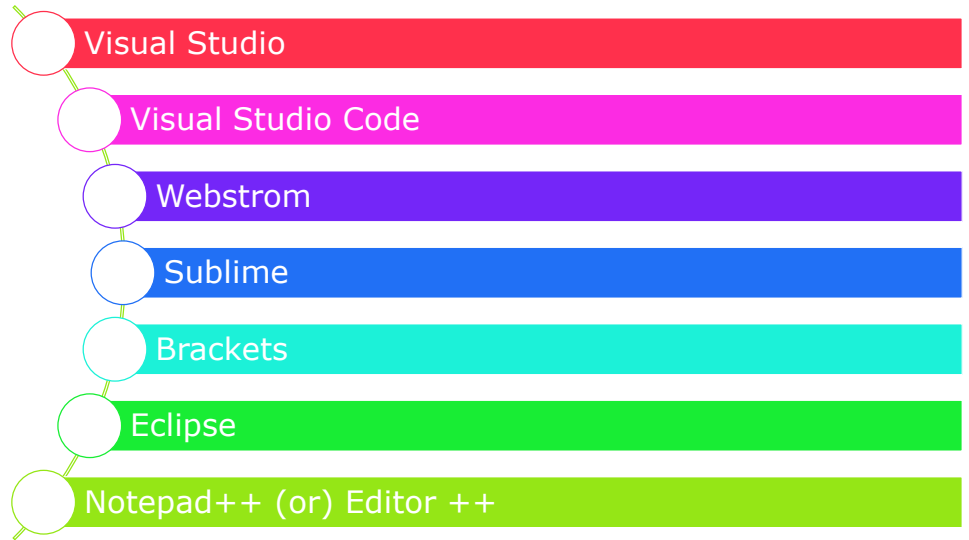 Visual Studio
Visual Studio Code
Webstrom
Sublime
Brackets
Eclipse
Notepad++ (or) Editor ++